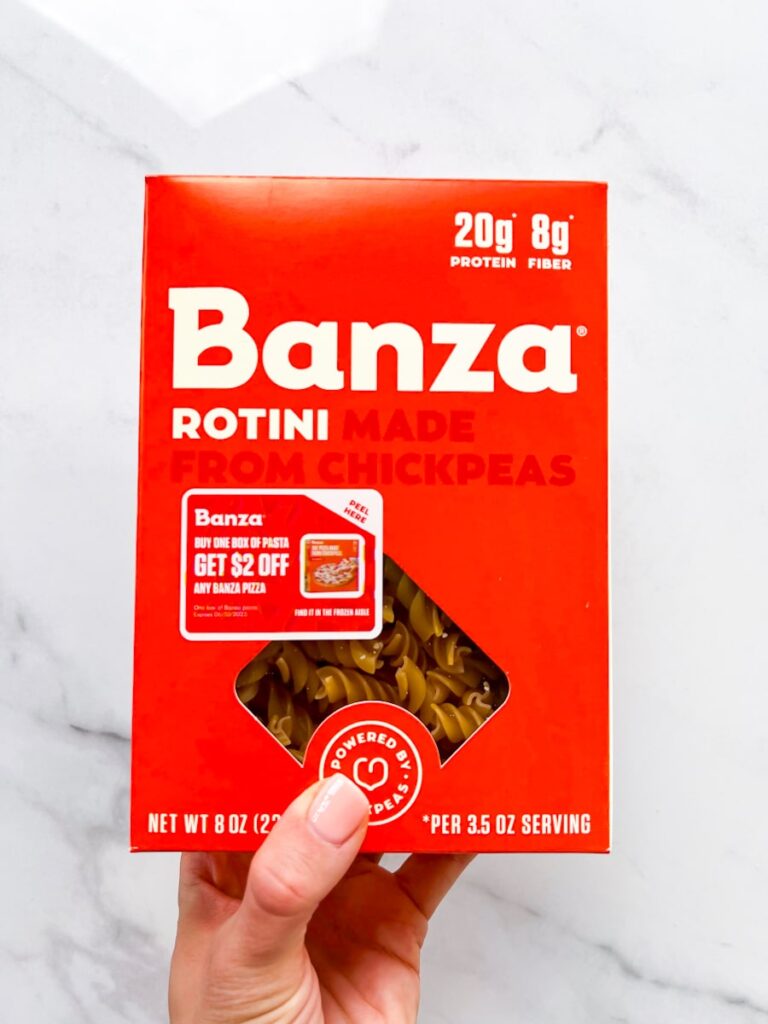 20g* 8g*
PROTEIN FIBER
Banza®
ROTINI MADE
FROM CHICKPEAS
PEEL
HERE
Banza
BUY ONE BOX OF PASTA
GET $2 OFF
ANY BANZA PIZZA
FIND IT IN THE FROZEN AISLE
POWERED BY
NET WT 8 OZ
*PER 3.5 OZ SERVING